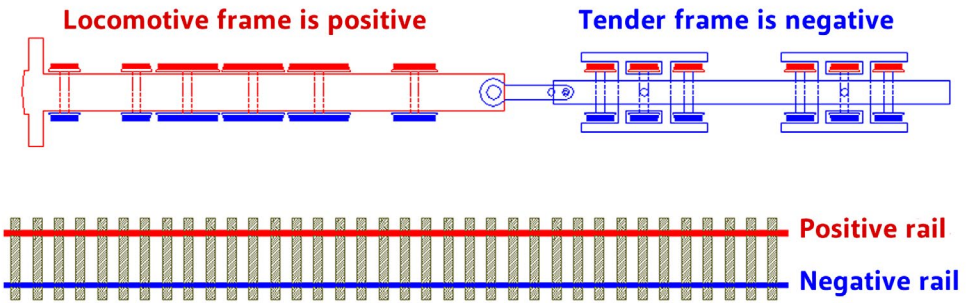 Locomotive frame is positive
Tender frame is negative
Positive rail
Negative rail